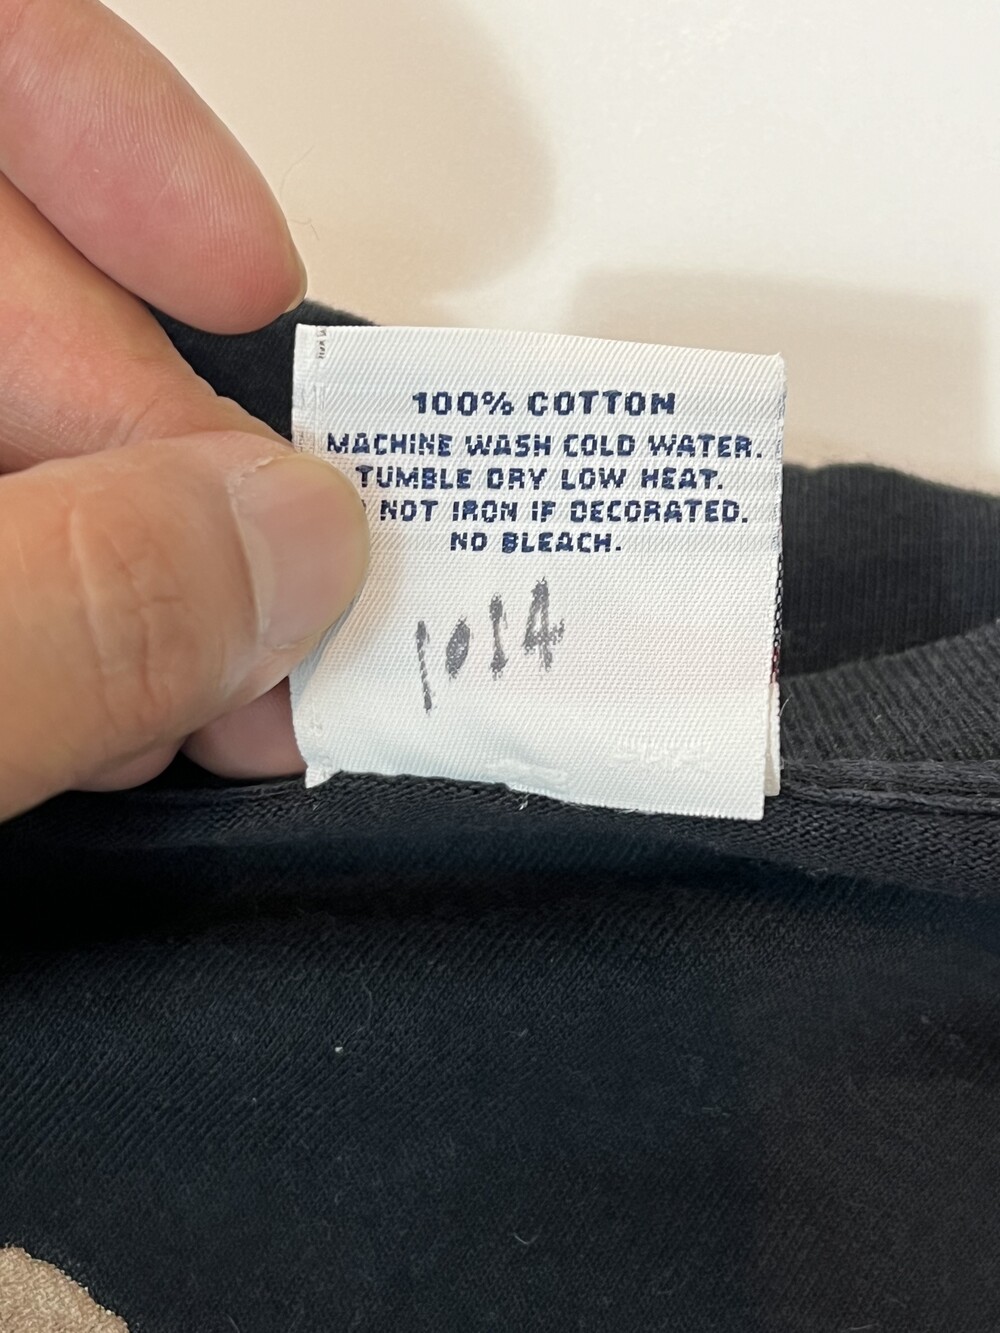 100% COTTON
MACHINE WASH COLD WATER.
TUMBLE DRY LOW HEAT.
NOT IRON IF DECORATED.
NO BLEACH.
1014